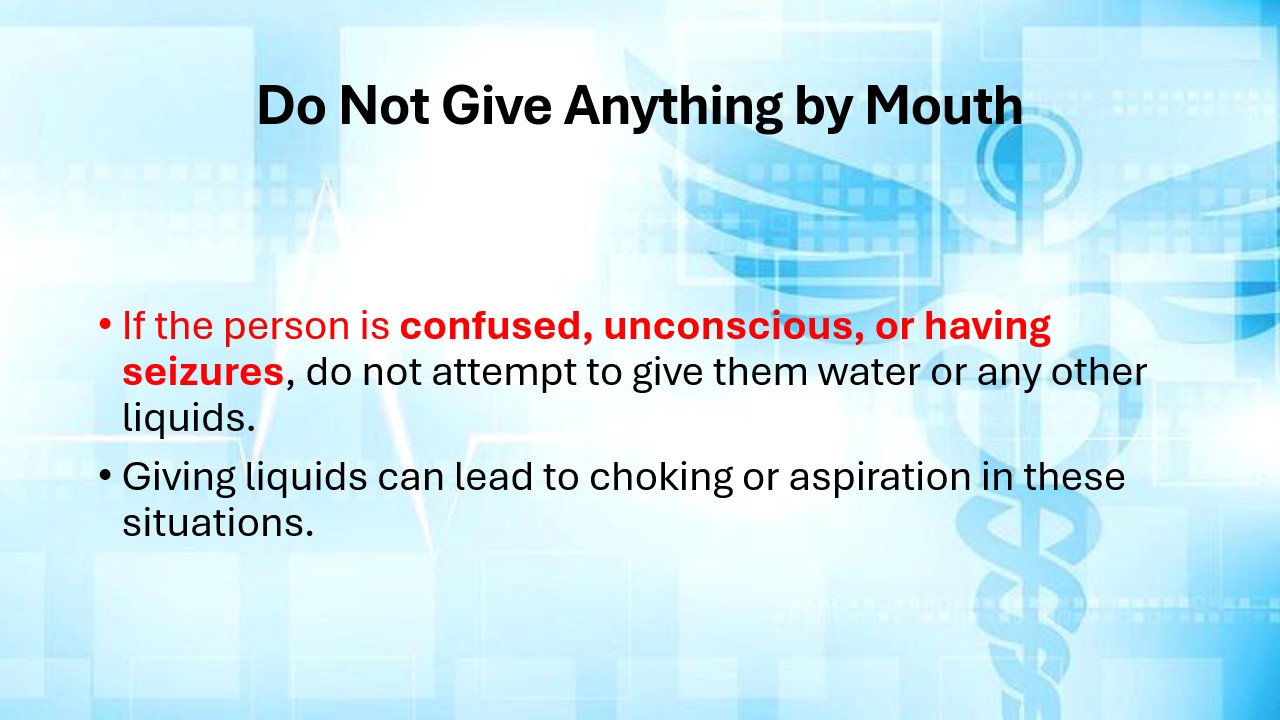 Do Not Give Anything by Mouth
• If the person is confused, unconscious, or having
seizures, do not attempt to give them water or any other
liquids.
• Giving liquids can lead to choking or aspiration in these
situations.